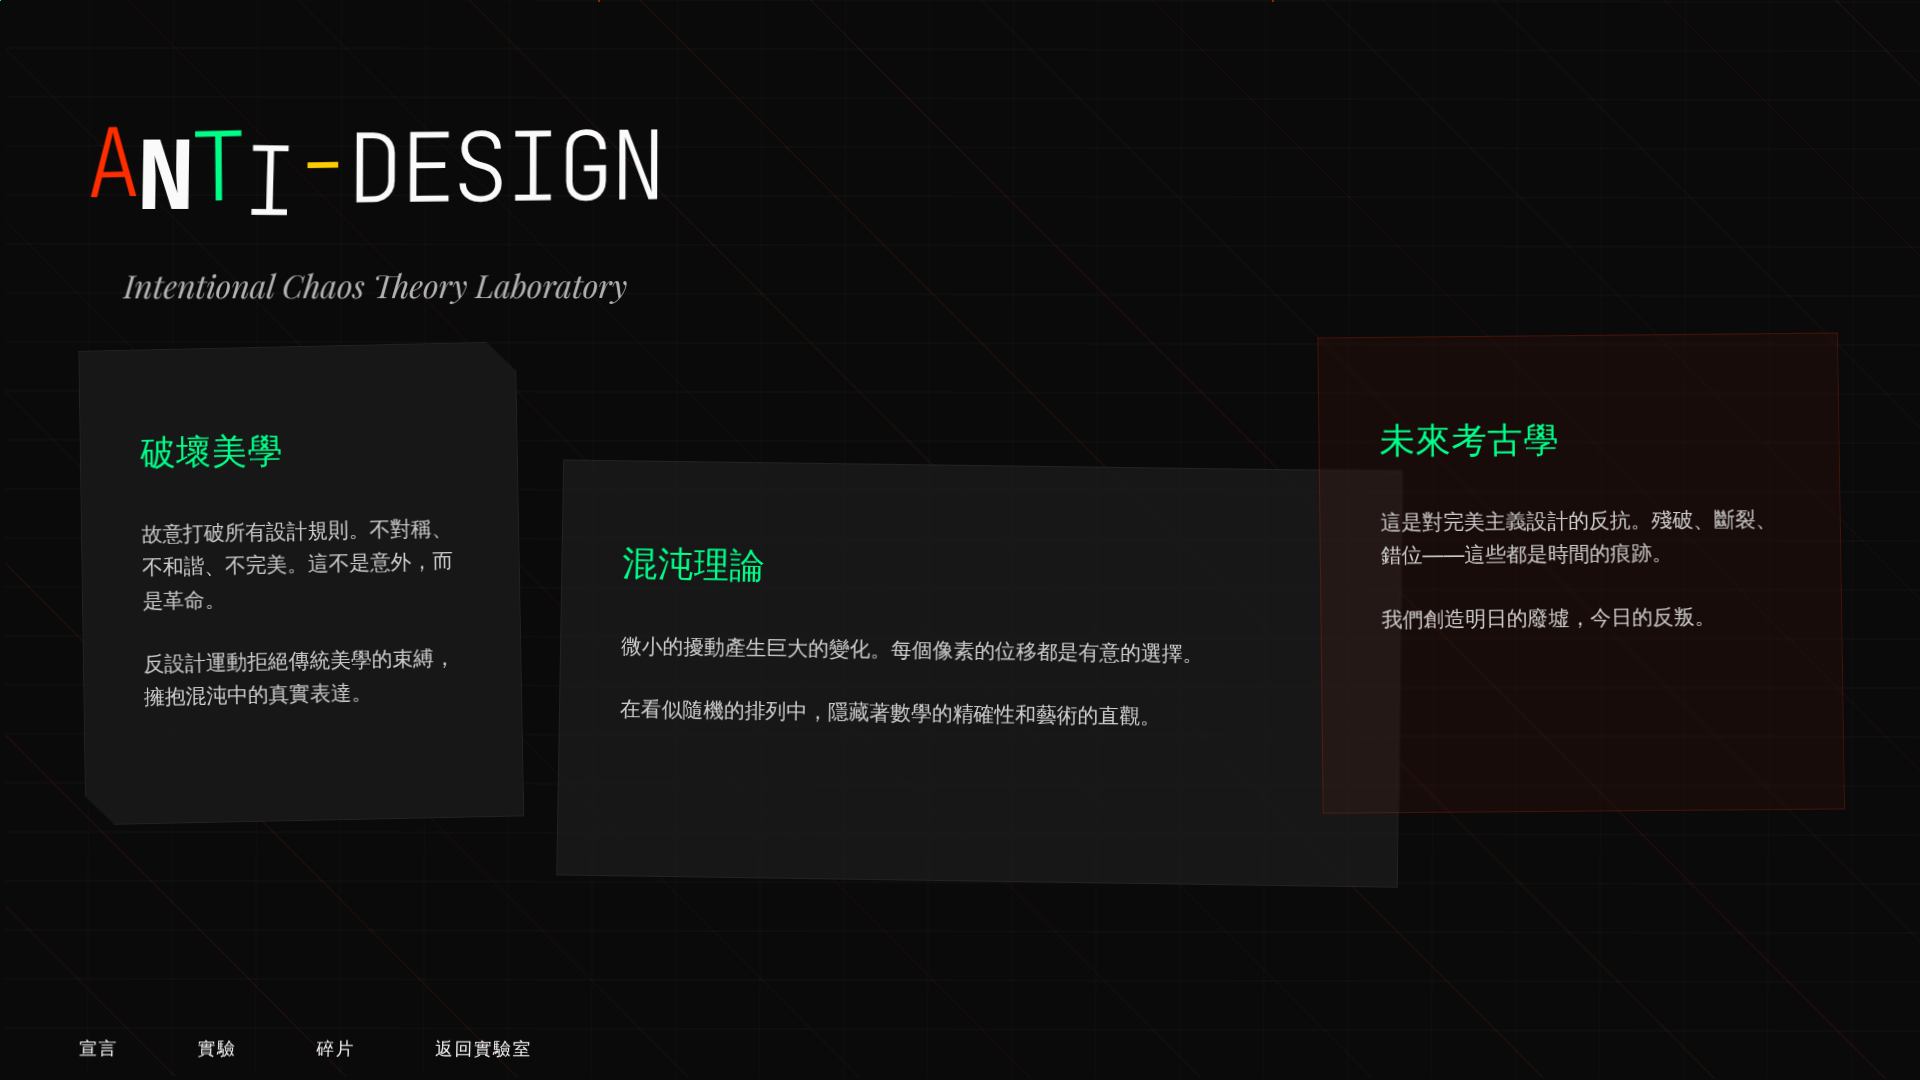 ANTI-DESIGN
Intentional Chaos Theory Laboratory
破壞美學
故意打破所有設計規則。不對稱、
不和諧、不完美。這不是意外，而
是革命。
反設計運動拒絕傳統美學的束縛，
擁抱混沌中的真實表達。
混沌理論
微小的擾動產生巨大的變化。每個像素的位移都是有意的選擇。
在看似隨機的排列中，隱藏著數學的精確性和藝術的直觀。
未來考古學
這是對完美主義設計的反抗。殘破、斷裂、
錯位——這些都是時間的痕跡。
我們創造明日的廢墟，今日的反叛。
宣言
實驗
碎片
返回實驗室